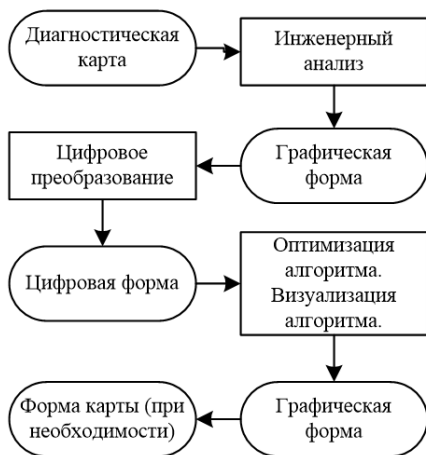 Диагностическая
карта
Инженерный
анализ
Графическая
форма
Цифровое
преобразование
Цифровая форма
Оптимизация
алгоритма.
Визуализация
алгоритма.
Графическая
форма
Форма карты (при
необходимости)